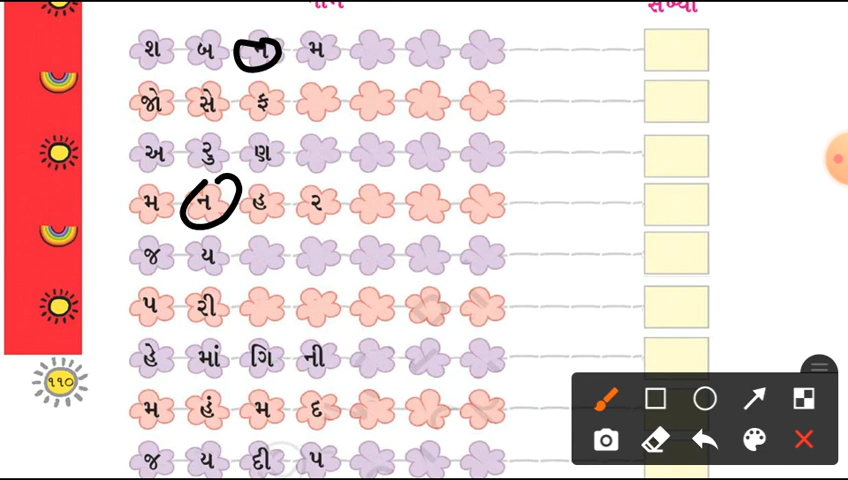 સંખ્યા
શ બ ન મ
જો સે ફ
અ રુ ણ
મ ન હ ર
જ ય
પ રી
હે માં ગિ ની
૧૧૦
મ હં મ દ
જ ય દી પ